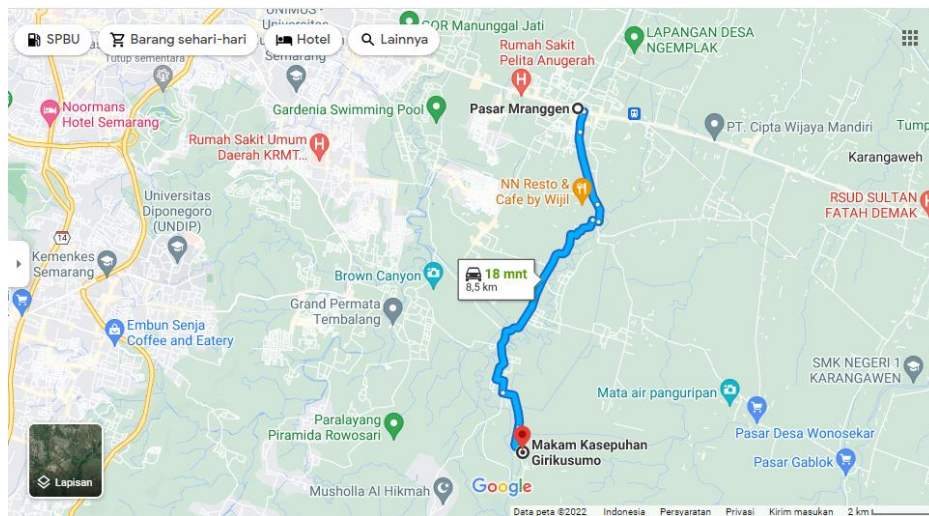 UNIMUS -
Universitas
Semarang
GOR Manunggal Jati
LAPANGAN DESA
NGEMPLAK
SPBU
Barang sehari-hari
Hotel
Lainnya
Tutup sementara
Rumah Sakit
Pelita Anugerah
Noormans
Hotel Semarang
Gardenia Swimming Pool
Pasar Mranggen
PT. Cipta Wijaya Mandiri
Tump
Rumah Sakit Umum
Daerah KRMT...
Karangaweh
NN Resto &
Cafe by Wijil
RSUD SULTAN
FATAH DEMAK
Universitas
Diponegoro
(UNDIP)
14
Kemenkes
Semarang
Brown Canyon
18 mnt
8,5 km
Grand Permata
Tembalang
Embun Senja
Coffee and Eatery
SMK NEGERI 1
KARANGAWEN
Mata air panguripan
Paralayang
Piramida Rowosari
Pasar Desa Wonosekar
Makam Kasepuhan
Girikusumo
Pasar Gablok
Lapisan
Musholla Al Hikmah
Google
Data peta ©2022
Indonesia
Persyaratan
Privasi
Kirim masukan
2 km